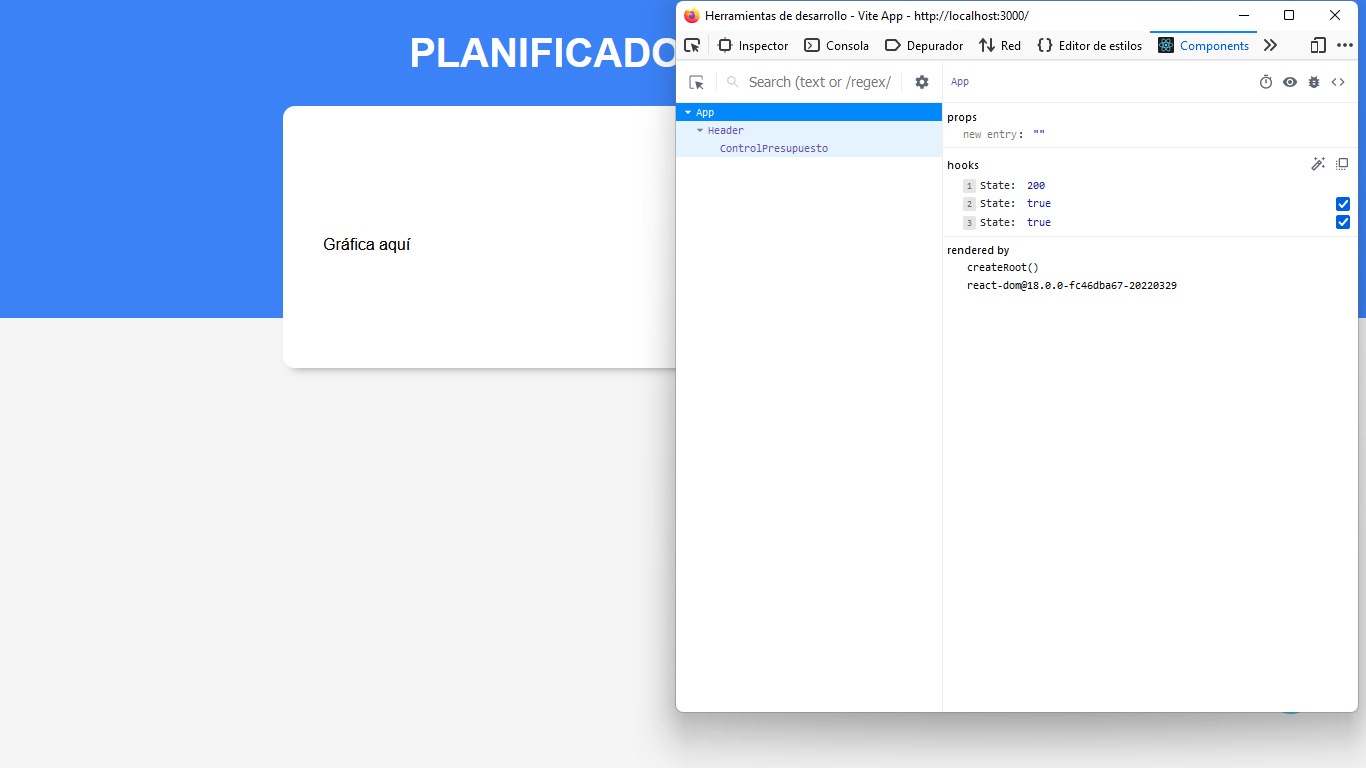 PLANIFICADO
Gráfica aquí
Herramientas de desarrollo - Vite App - http://localhost:3000/
Inspector Consola Depurador Red Editor de estilos Components
Search (text or /regex/
App
Header
ControlPresupuesto
App
props
new entry: ""
hooks
1 State: 200
2 State: true
3 State: true
rendered by
createRoot()
react-dom@18.0.0-fc46dba67-20220329